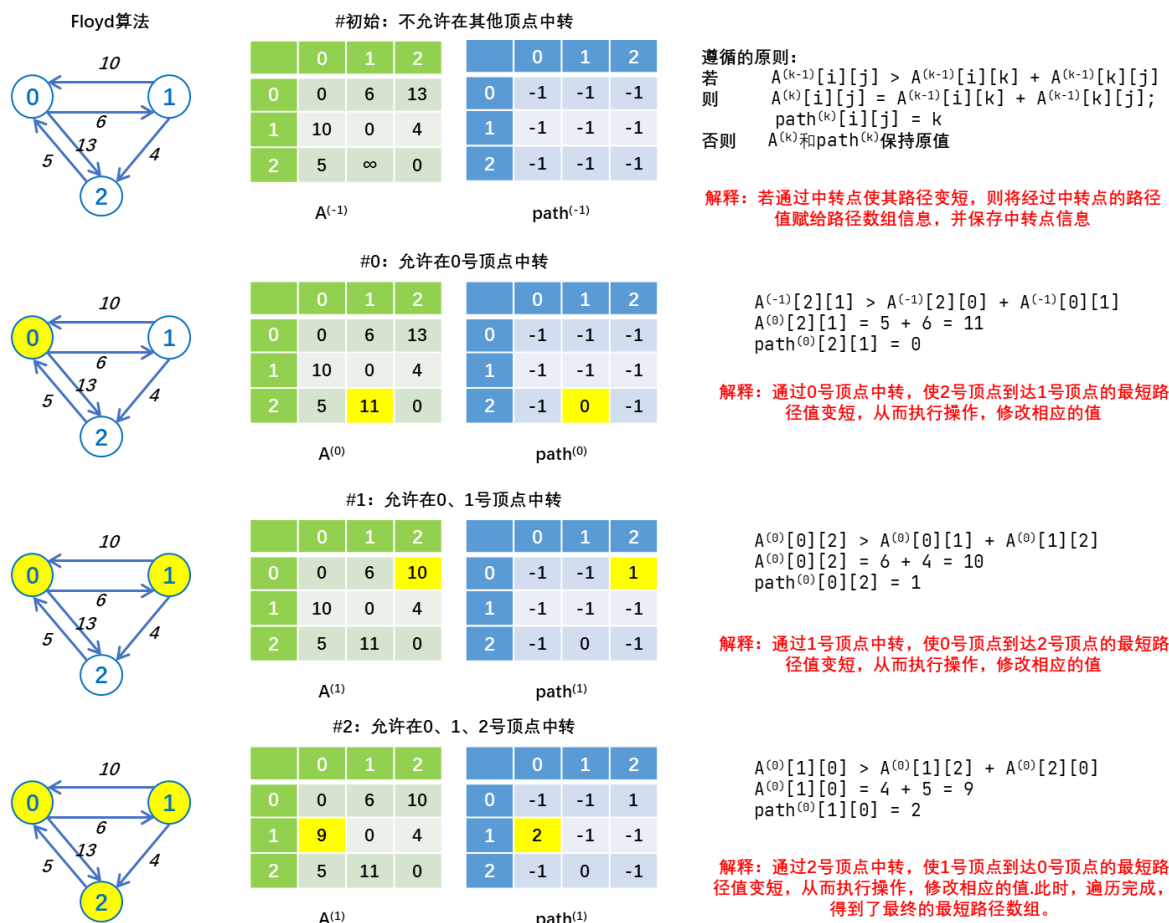 Floyd算法
#初始：不允许在其他顶点中转
10
0
1
6
13
5
4
2
0 1 2
0 0 6 13
1 10 0 4
2 5 ∞ 0
A⁽⁻¹⁾
0 1 2
0 -1 -1 -1
1 -1 -1 -1
2 -1 -1 -1
path⁽⁻¹⁾
遵循的原则：
若 A⁽ᵏ⁻¹⁾[i][j] > A⁽ᵏ⁻¹⁾[i][k] + A⁽ᵏ⁻¹⁾[k][j]
则 A⁽ᵏ⁾[i][j] = A⁽ᵏ⁻¹⁾[i][k] + A⁽ᵏ⁻¹⁾[k][j];
path⁽ᵏ⁾[i][j] = k
否则 A⁽ᵏ⁾和path⁽ᵏ⁾保持原值
解释：若通过中转点使其路径变短，则将经过中转点的路径
值赋给路径数组信息，并保存中转点信息
#0：允许在0号顶点中转
10
0
1
6
13
5
4
2
0 1 2
0 0 6 13
1 10 0 4
2 5 11 0
A⁽⁰⁾
0 1 2
0 -1 -1 -1
1 -1 -1 -1
2 -1 0 -1
path⁽⁰⁾
A⁽⁻¹⁾[2][1] > A⁽⁻¹⁾[2][0] + A⁽⁻¹⁾[0][1]
A⁽⁰⁾[2][1] = 5 + 6 = 11
path⁽⁰⁾[2][1] = 0
解释：通过0号顶点中转，使2号顶点到达1号顶点的最短路
径值变短，从而执行操作，修改相应的值
#1：允许在0、1号顶点中转
10
0
1
6
13
5
4
2
0 1 2
0 0 6 10
1 10 0 4
2 5 11 0
A⁽¹⁾
0 1 2
0 -1 -1 1
1 -1 -1 -1
2 -1 0 -1
path⁽¹⁾
A⁽⁰⁾[0][2] > A⁽⁰⁾[0][1] + A⁽⁰⁾[1][2]
A⁽⁰⁾[0][2] = 6 + 4 = 10
path⁽⁰⁾[0][2] = 1
解释：通过1号顶点中转，使0号顶点到达2号顶点的最短路
径值变短，从而执行操作，修改相应的值
#2：允许在0、1、2号顶点中转
10
0
1
6
13
5
4
2
0 1 2
0 0 6 10
1 9 0 4
2 5 11 0
A⁽¹⁾
0 1 2
0 -1 -1 1
1 2 -1 -1
2 -1 0 -1
path⁽¹⁾
A⁽⁰⁾[1][0] > A⁽⁰⁾[1][2] + A⁽⁰⁾[2][0]
A⁽⁰⁾[1][0] = 4 + 5 = 9
path⁽⁰⁾[1][0] = 2
解释：通过2号顶点中转，使1号顶点到达0号顶点的最短路
径值变短，从而执行操作，修改相应的值.此时，遍历完成，
得到了最终的最短路径数组。